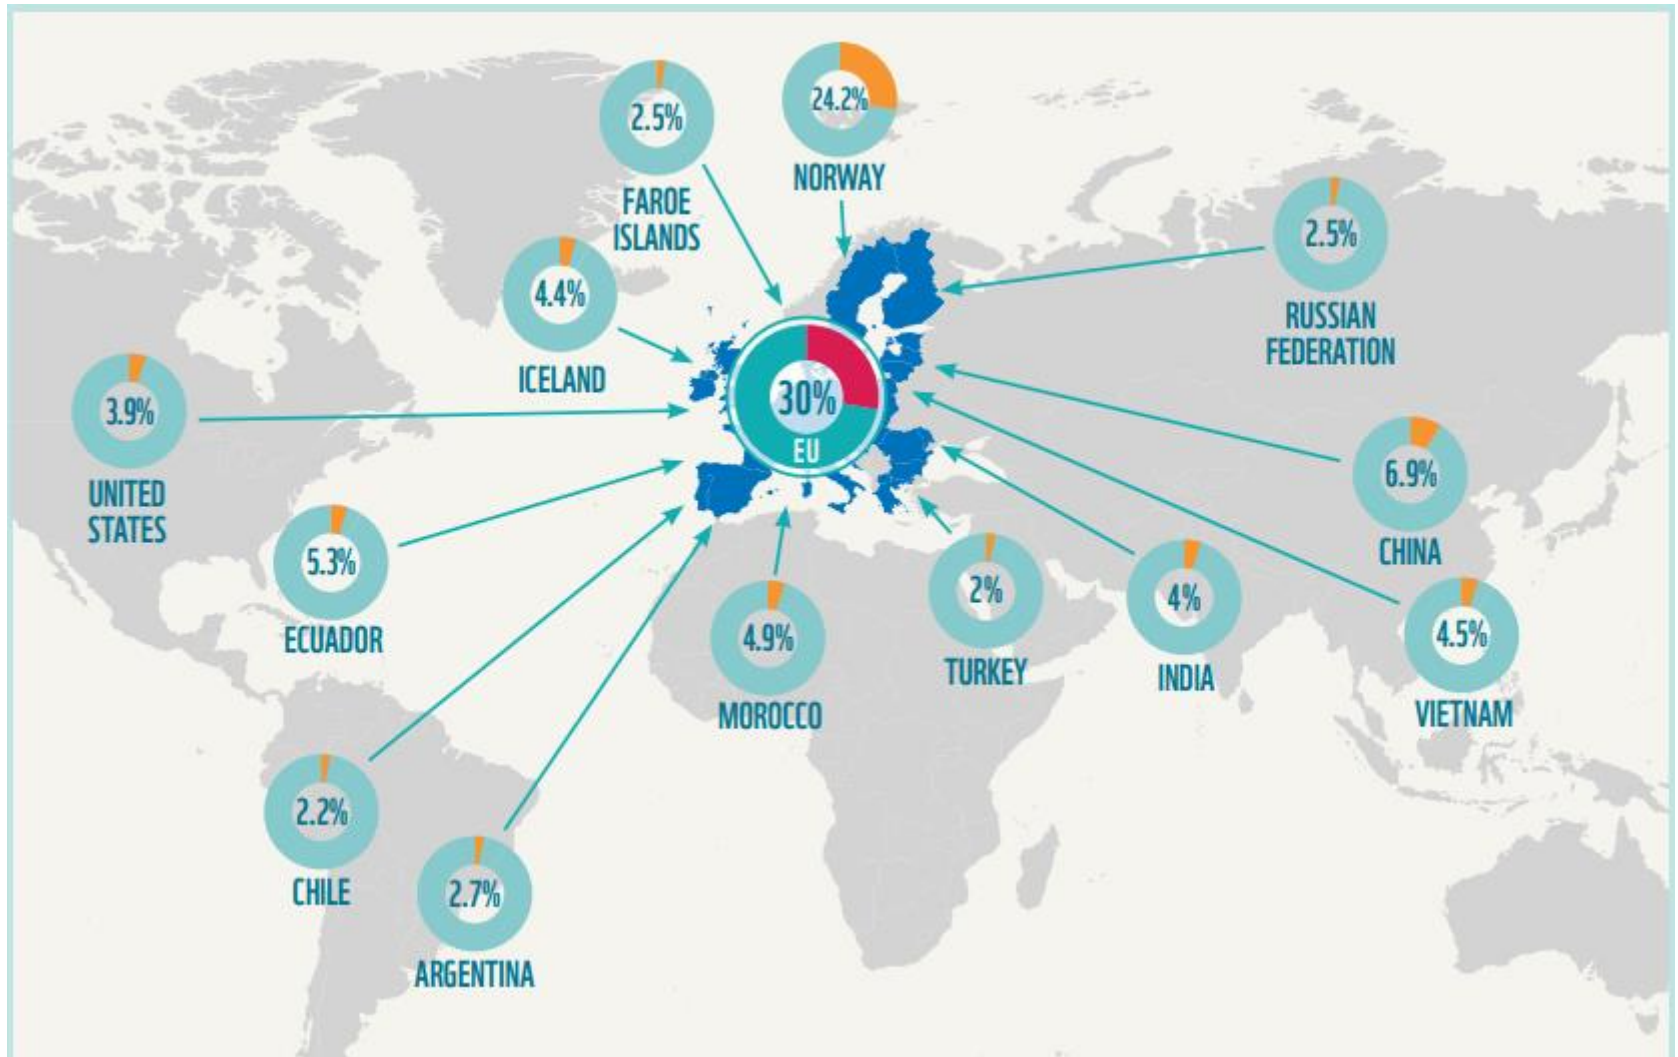 2.5%
FAROE
ISLANDS
24.2%
NORWAY
2.5%
RUSSIAN
FEDERATION
4.4%
ICELAND
3.9%
UNITED
STATES
30%
EU
6.9%
CHINA
5.3%
ECUADOR
4.9%
MOROCCO
2%
TURKEY
4%
INDIA
4.5%
VIETNAM
2.2%
CHILE
2.7%
ARGENTINA